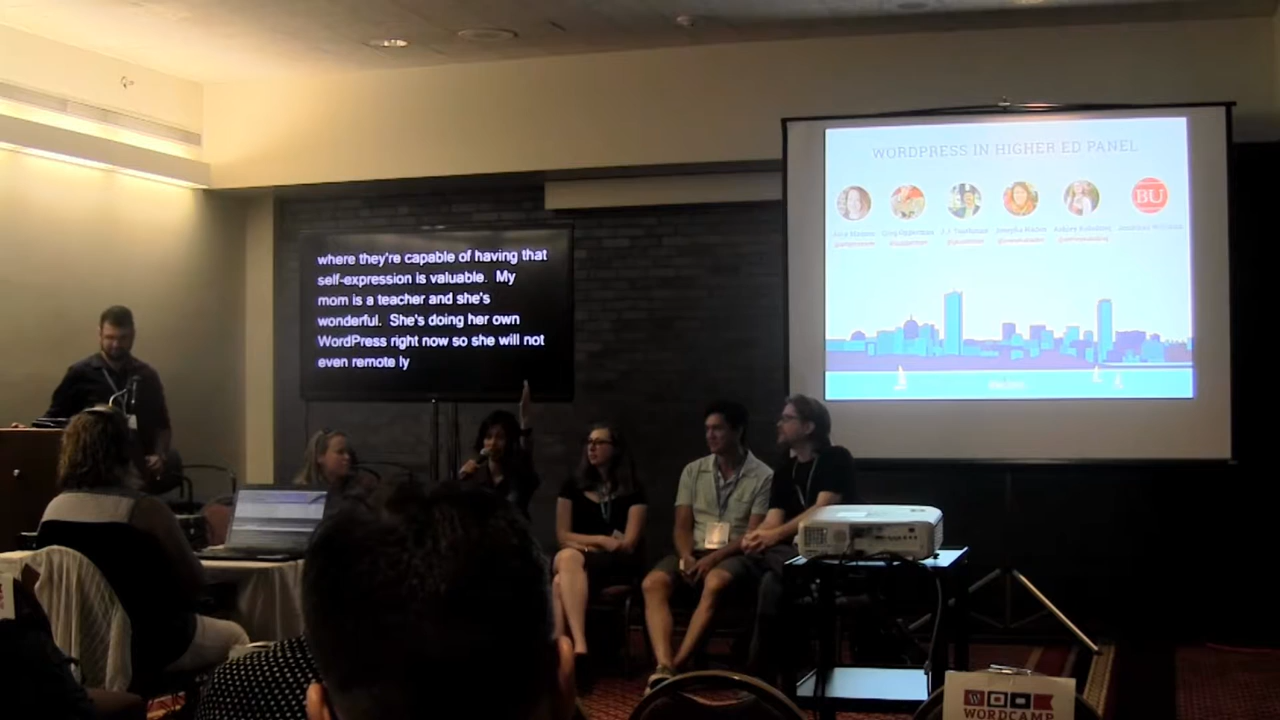 where they're capable of having that
self-expression is valuable. My
mom is a teacher and she's
wonderful. She's doing her own
WordPress right now so she will not
even remote ly
WORDPRESS IN HIGHER ED PANEL
BU
WORDCAMP